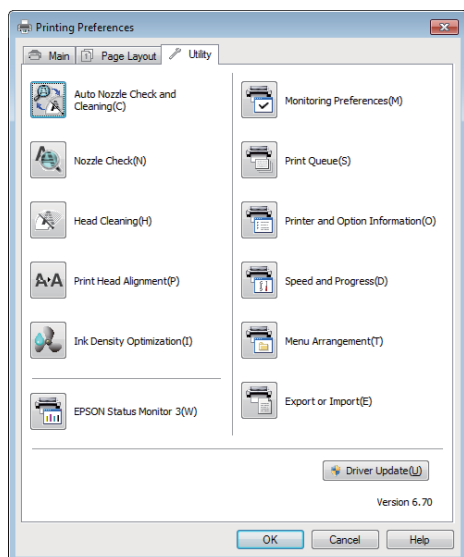 Printing Preferences
Main
Page Layout
Utility
Auto Nozzle Check and
Cleaning(C)
Nozzle Check(N)
Head Cleaning(H)
Print Head Alignment(P)
Ink Density Optimization(I)
EPSON Status Monitor 3(W)
Monitoring Preferences(M)
Print Queue(S)
Printer and Option Information(O)
Speed and Progress(D)
Menu Arrangement(T)
Export or Import(E)
Driver Update(U)
Version 6.70
OK
Cancel
Help